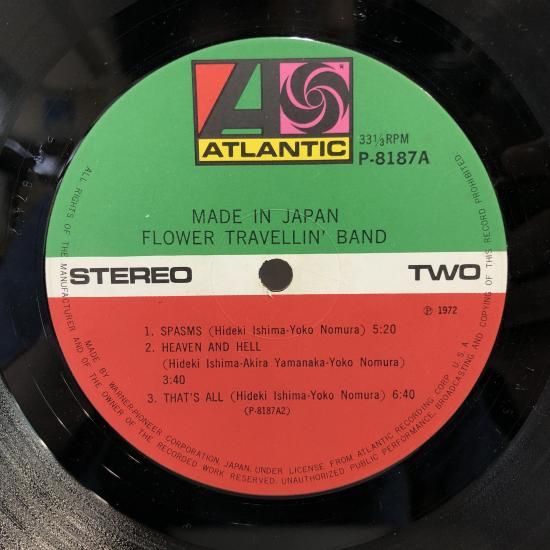 ATLANTIC
33⅓ RPM
P-8187A
MADE IN JAPAN
FLOWER TRAVELLIN' BAND
STEREO
TWO
Ⓟ 1972
1. SPASMS (Hideki Ishima-Yoko Nomura) 5:20
2. HEAVEN AND HELL
(Hideki Ishima-Akira Yamanaka-Yoko Nomura)
3:40
3. THAT'S ALL (Hideki Ishima-Yoko Nomura) 6:40
(P-8187A2)
ALL RIGHTS OF THE MANUFACTURER AND OF THE OWNER OF THE RECORDED WORK RESERVED. UNAUTHORIZED PUBLIC PERFORMANCE, BROADCASTING AND COPYING OF THIS RECORD PROHIBITED.
MADE BY WARNER-PIONEER CORPORATION, JAPAN, UNDER LICENSE FROM ATLANTIC RECORDING CORP. U.S.A.